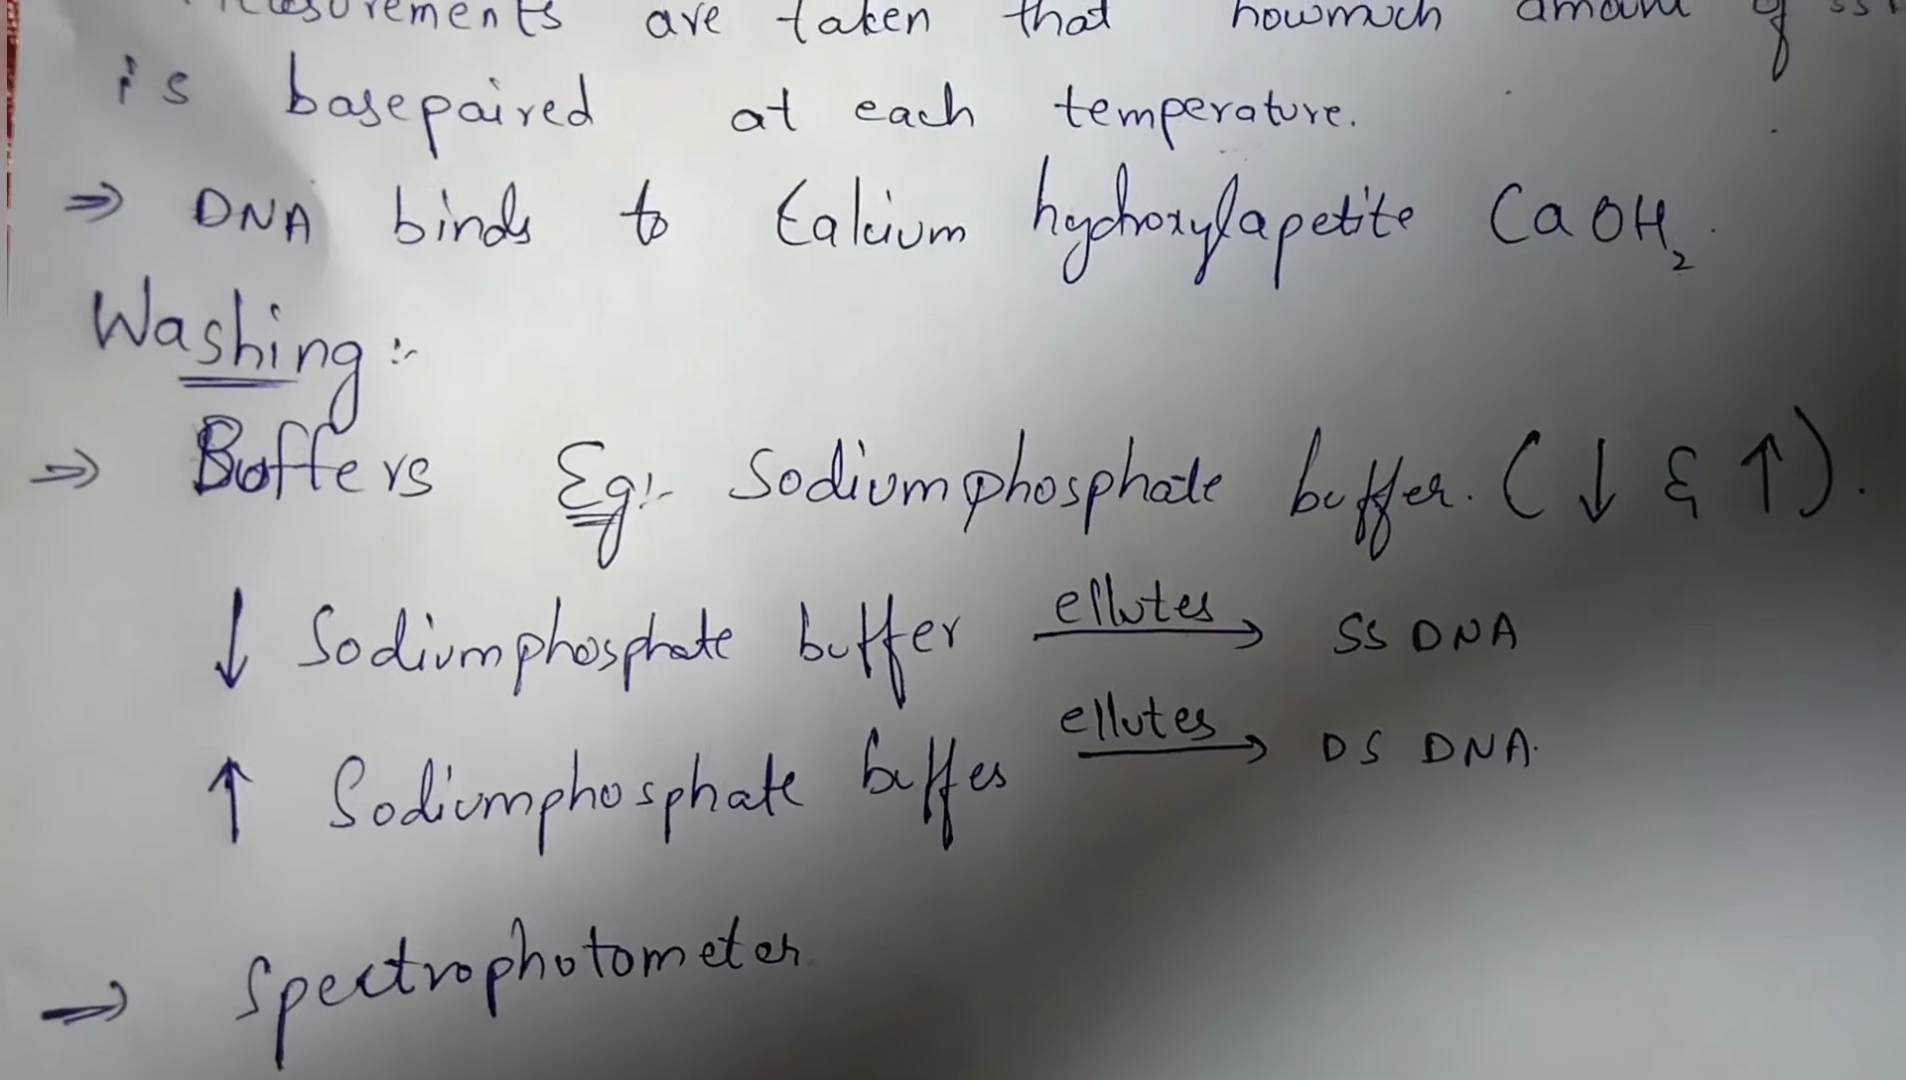 are taken that howmuch amount of
is basepaired at each temperature.
⇒ DNA binds to Calcium hydroxylapetite CaOH₂.
Washing :-
⇒ Buffers Eg:- Sodiumphosphate buffer. (↓ & ↑).
↓ Sodiumphosphate buffer ellutes → SS DNA
↑ Sodiumphosphate buffer ellutes → DS DNA.
→ Spectrophotometer